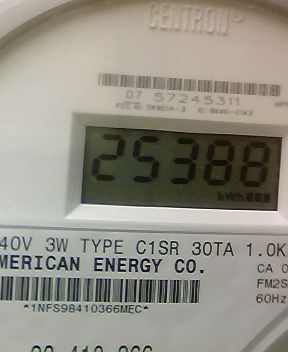 CENTRON®
07 57245311
25388
kWh
40V 3W TYPE C1SR 30TA 1.0K
MERICAN ENERGY CO.
CA 0
FM2S
60Hz
*1NFS98410366MEC*